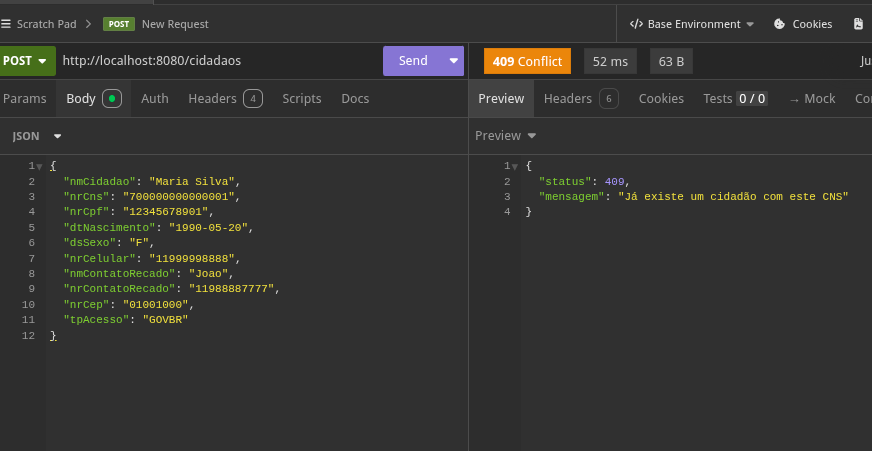 Scratch Pad > POST New Request
</> Base Environment Cookies
POST http://localhost:8080/cidadaos Send
409 Conflict 52 ms 63 B Ju
Params Body Auth Headers 4 Scripts Docs
Preview Headers 6 Cookies Tests 0 / 0 → Mock Co
JSON
Preview
1 {
2 "nmCidadao": "Maria Silva",
3 "nrCns": "700000000000001",
4 "nrCpf": "12345678901",
5 "dtNascimento": "1990-05-20",
6 "dsSexo": "F",
7 "nrCelular": "11999998888",
8 "nmContatoRecado": "Joao",
9 "nrContatoRecado": "11988887777",
10 "nrCep": "01001000",
11 "tpAcesso": "GOVBR"
12 }
1 {
2 "status": 409,
3 "mensagem": "Já existe um cidadão com este CNS"
4 }